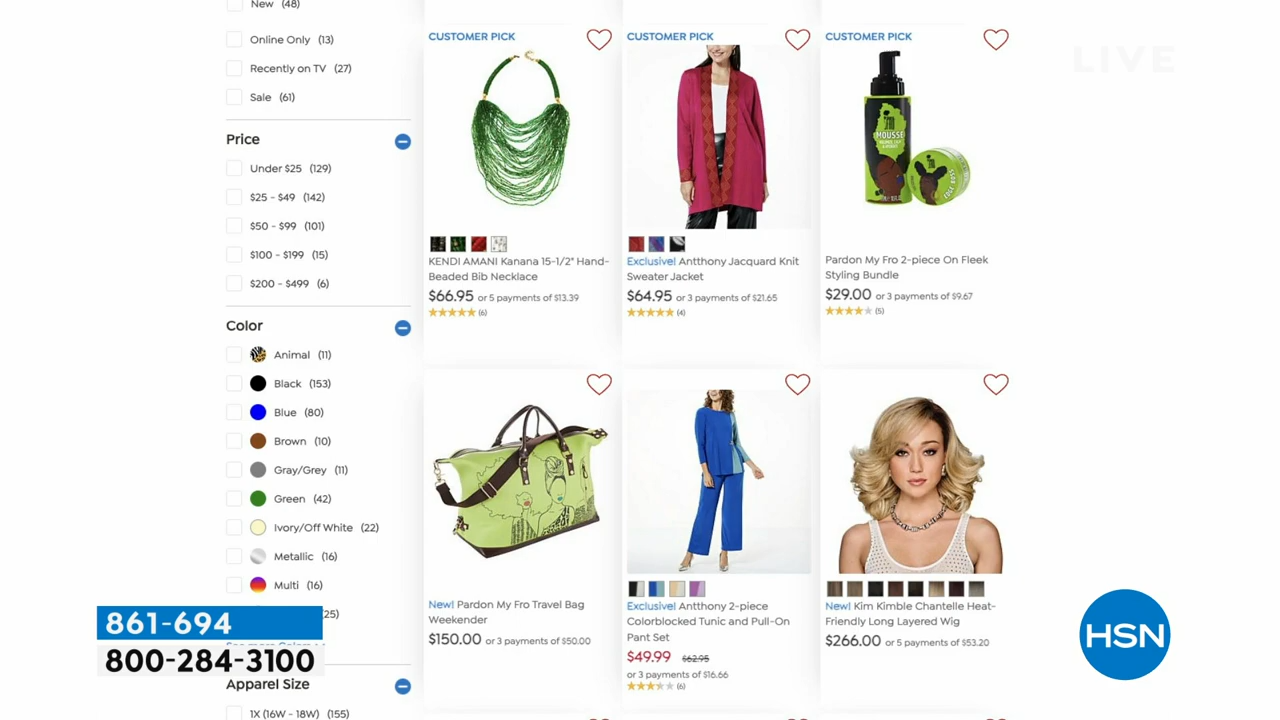 New (48)
Online Only (13)
Recently on TV (27)
Sale (61)
Price
Under $25 (129)
$25 - $49 (142)
$50 - $99 (101)
$100 - $199 (15)
$200 - $499 (6)
Color
Animal (11)
Black (153)
Blue (80)
Brown (10)
Gray/Grey (11)
Green (42)
Ivory/Off White (22)
Metallic (16)
Multi (16)
(25)
Apparel Size
1X (16W - 18W) (155)
CUSTOMER PICK
KENDI AMANI Kanana 15-1/2" Hand-
Beaded Bib Necklace
$66.95 or 5 payments of $13.39
(6)
CUSTOMER PICK
Exclusive! Antthony Jacquard Knit
Sweater Jacket
$64.95 or 3 payments of $21.65
(4)
CUSTOMER PICK
MOUSSE
Pardon My Fro 2-piece On Fleek
Styling Bundle
$29.00 or 3 payments of $9.67
(5)
New! Pardon My Fro Travel Bag
Weekender
$150.00 or 3 payments of $50.00
Exclusive! Antthony 2-piece
Colorblocked Tunic and Pull-On
Pant Set
$49.99 $62.95
or 3 payments of $16.66
(6)
New! Kim Kimble Chantelle Heat-
Friendly Long Layered Wig
$266.00 or 5 payments of $53.20
LIVE
861-694
800-284-3100
HSN